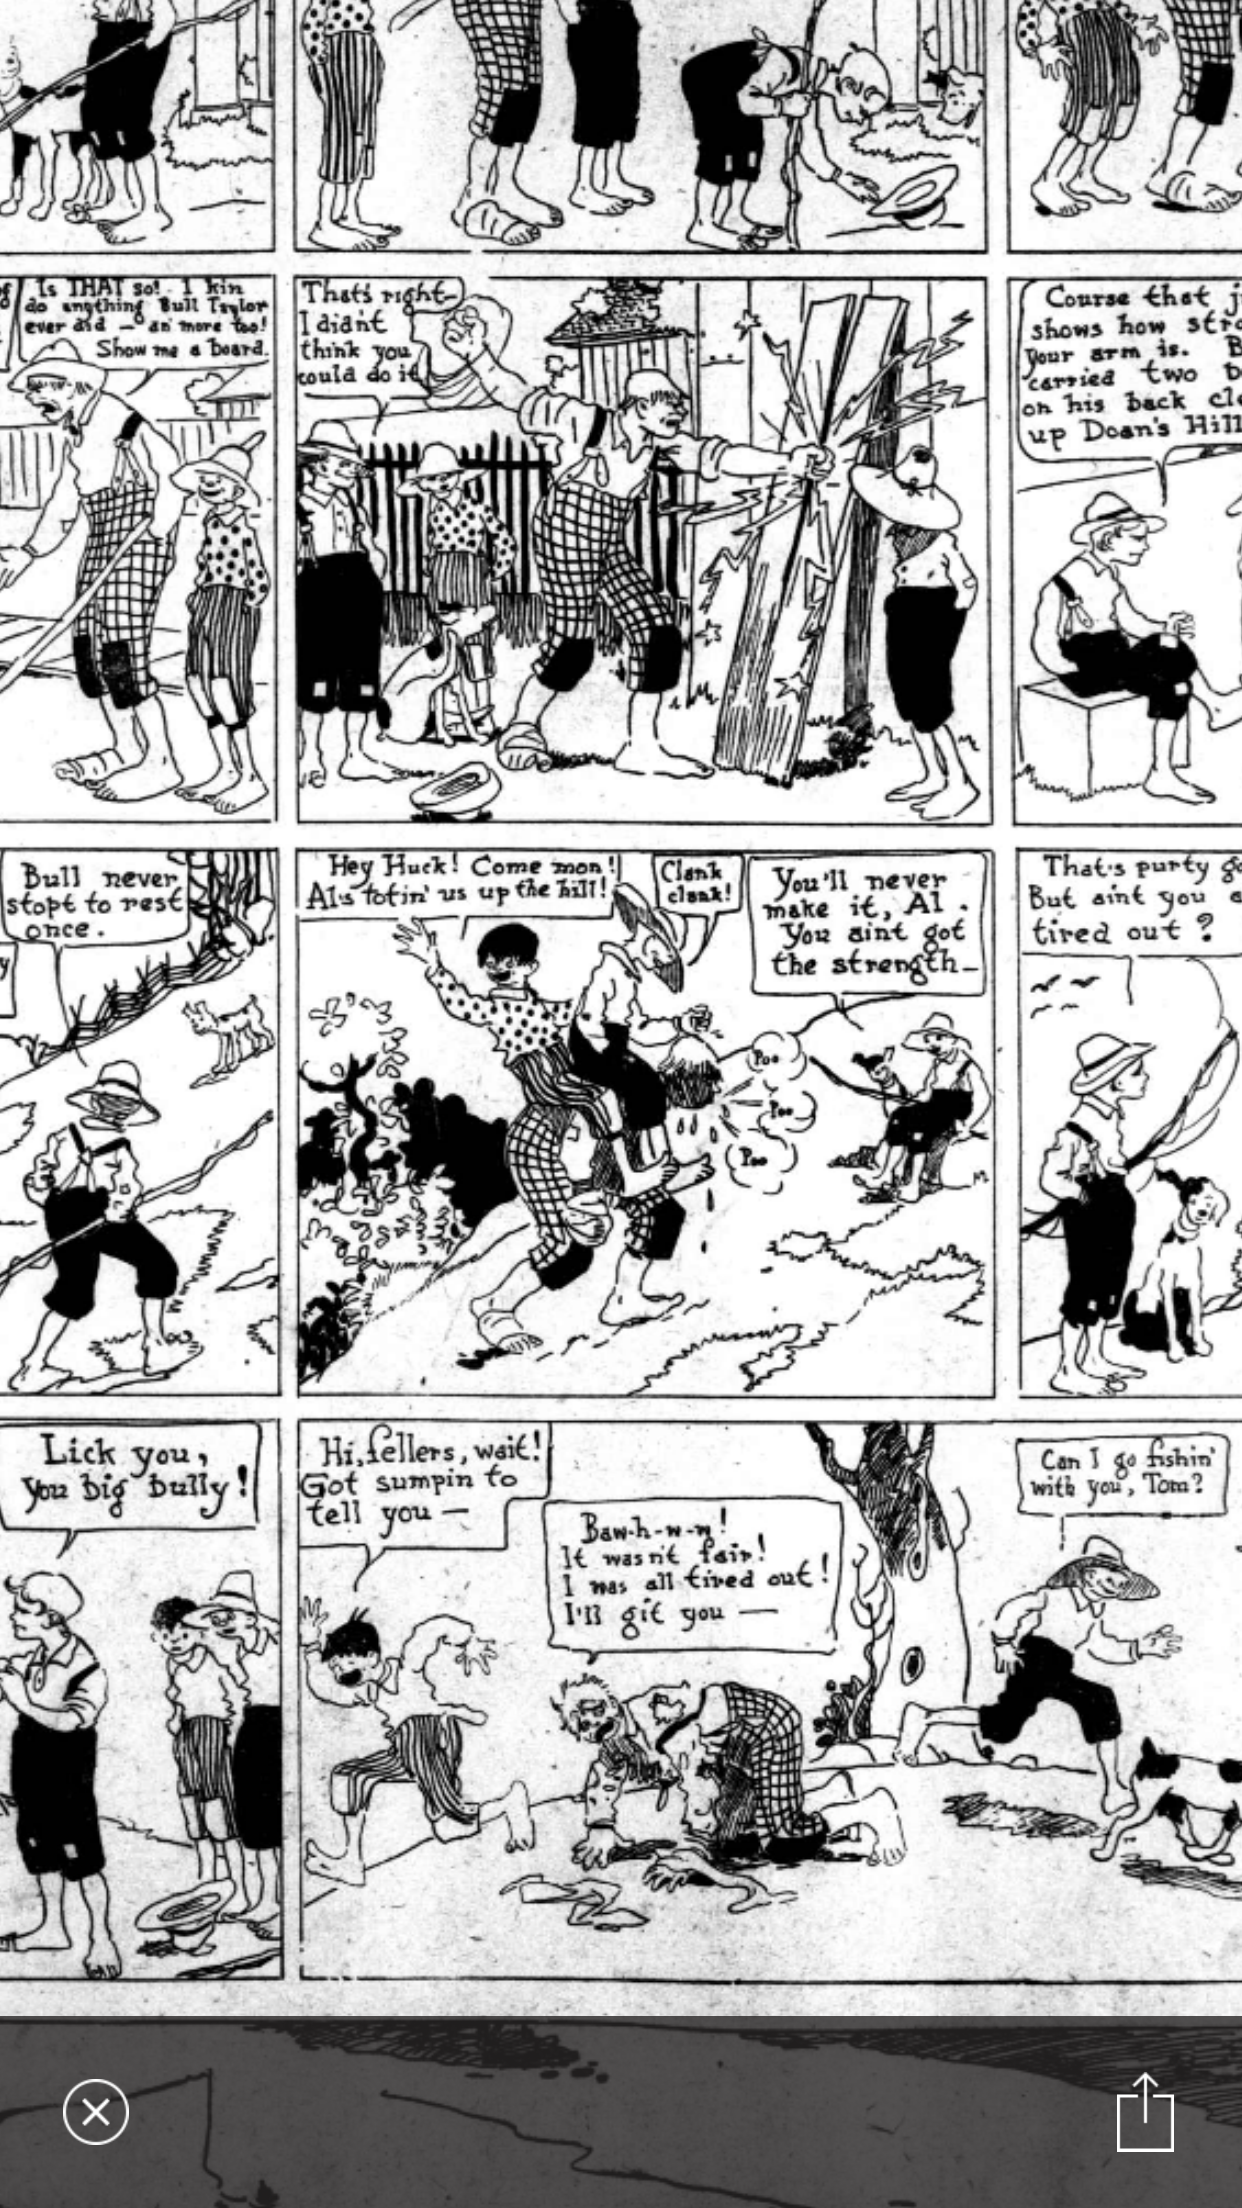 Is THAT so! I kin
do anything Bull Taylor
ever did — an' more too!
Show me a board.
That's right—
I didn't
think you
could do it
Course that
shows how
your arm is.
carried two
on his back
up Doan's Hill
Bull never
stopt to rest
once.
Hey Huck! Come mon!
Al's totin' us up the hill!
Clank
clank!
You'll never
make it, Al.
You aint got
the strength—
Poo
Poo
Poo
That's purty
But aint you
tired out?
Lick you,
you big bully!
Hi, fellers, wait!
Got sumpin to
tell you —
Baw-h-w-w!
It wasn't fair!
I was all tired out!
I'll git you —
Can I go fishin'
with you, Tom?